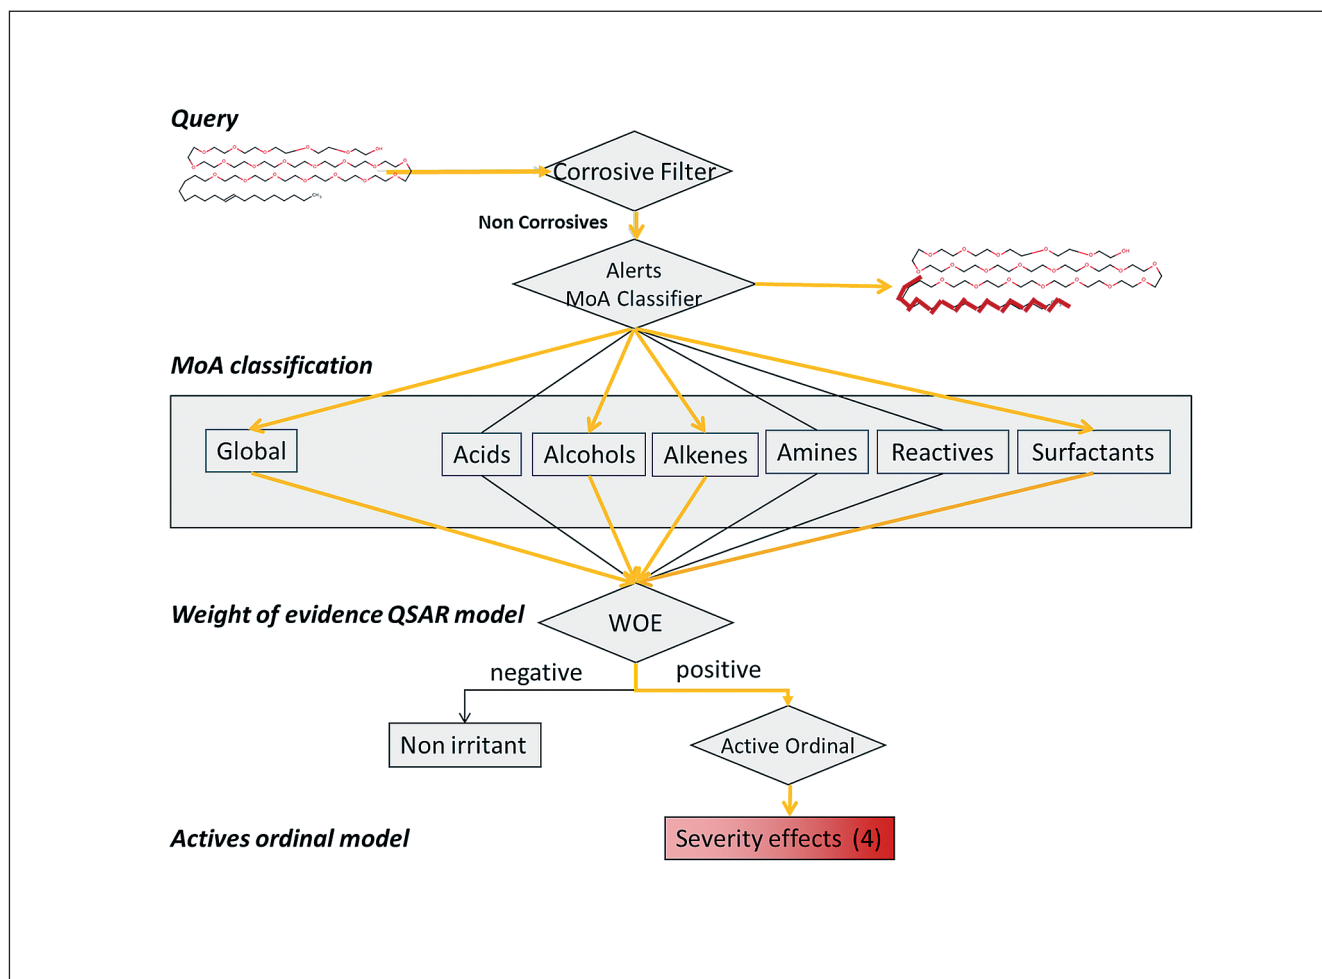 Query
Corrosive Filter
Non Corrosives
Alerts
MoA Classifier
MoA classification
Global
Acids
Alcohols
Alkenes
Amines
Reactives
Surfactants
Weight of evidence QSAR model
WOE
negative
positive
Non irritant
Active Ordinal
Actives ordinal model
Severity effects (4)